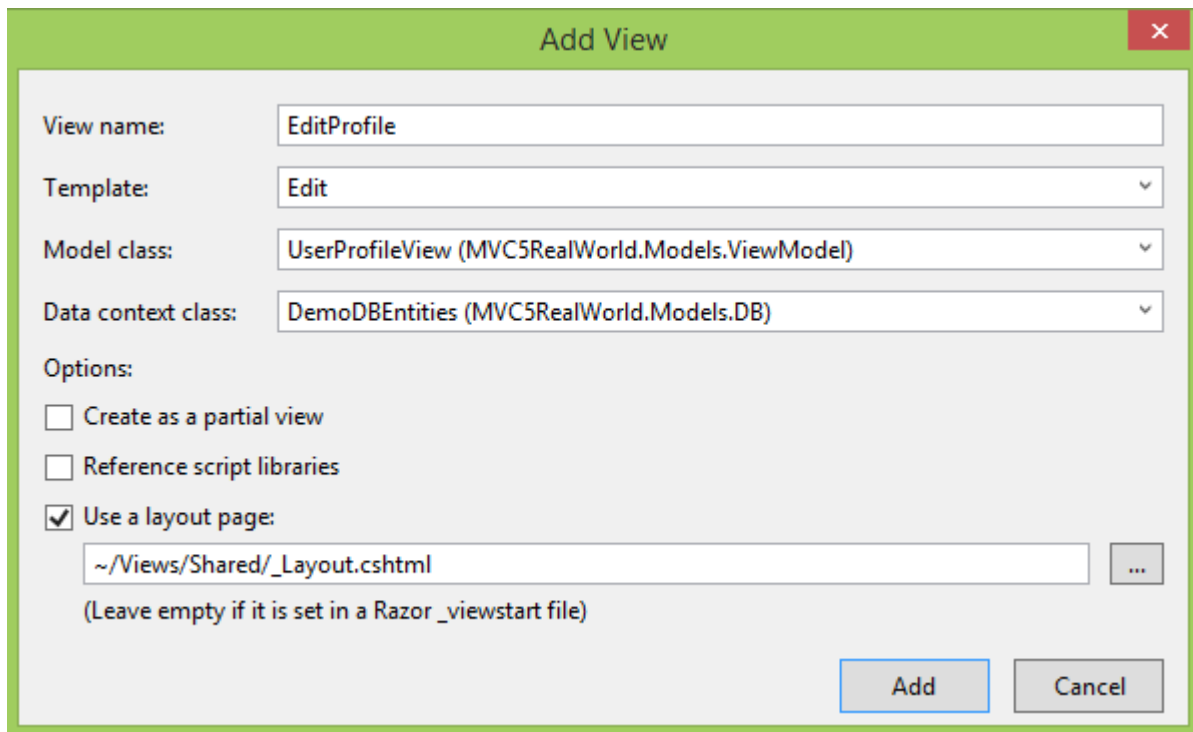 Add View
View name: EditProfile
Template: Edit
Model class: UserProfileView (MVC5RealWorld.Models.ViewModel)
Data context class: DemoDBEntities (MVC5RealWorld.Models.DB)
Options:
Create as a partial view
Reference script libraries
Use a layout page:
~/Views/Shared/_Layout.cshtml ...
(Leave empty if it is set in a Razor _viewstart file)
Add Cancel